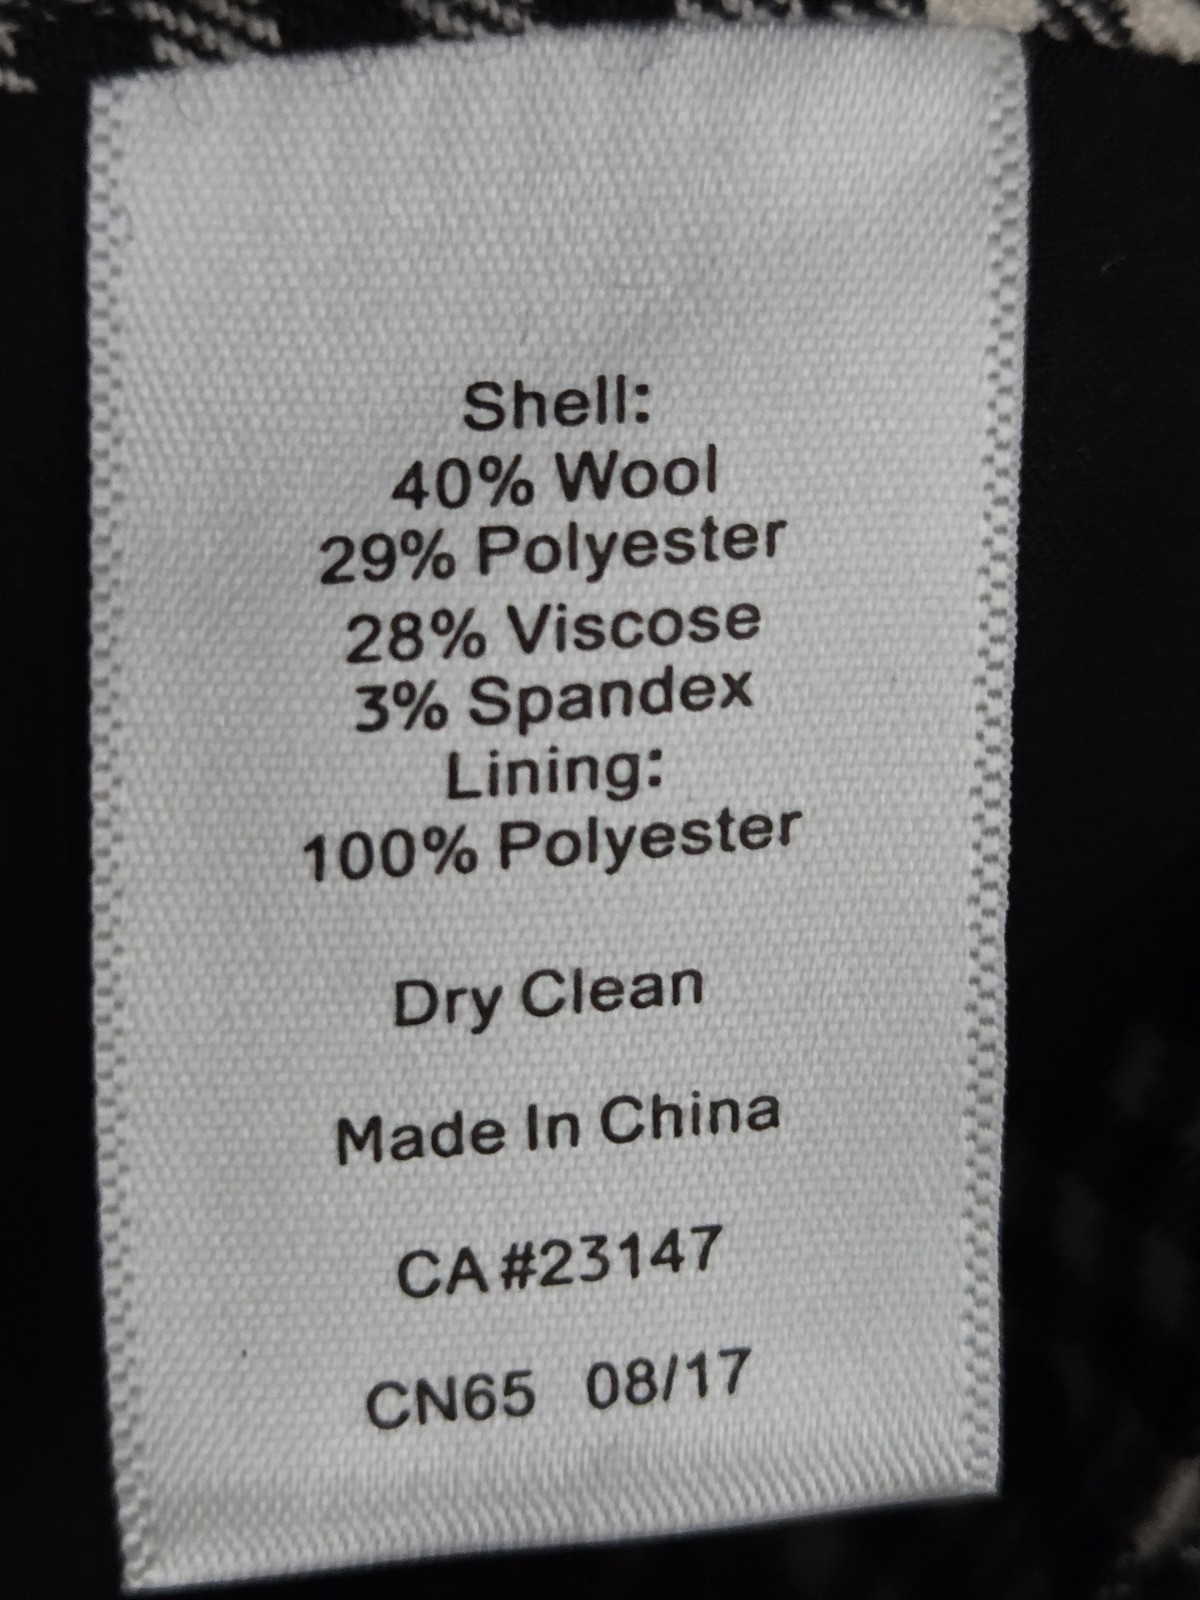 Shell:
40% Wool
29% Polyester
28% Viscose
3% Spandex
Lining:
100% Polyester
Dry Clean
Made In China
CA #23147
CN65 08/17